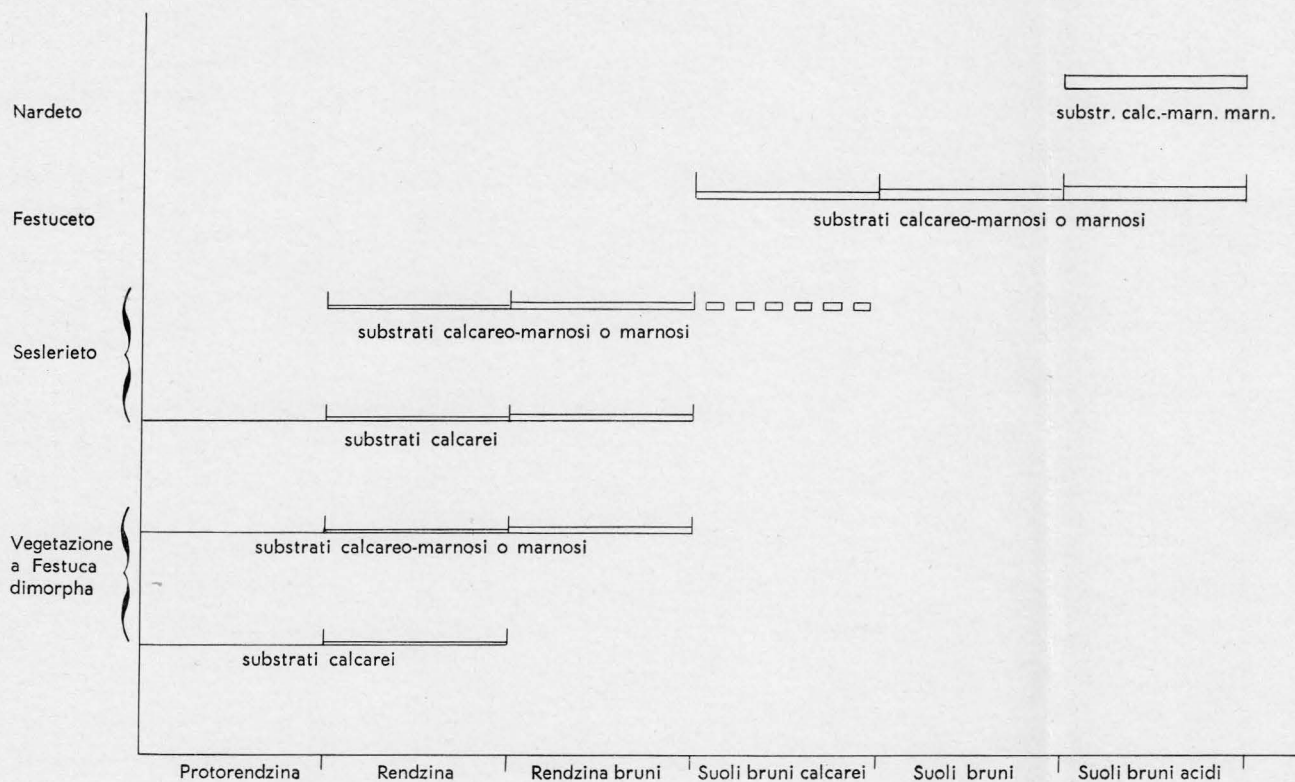 Nardeto
substr. calc.-marn. marn.
Festuceto
substrati calcareo-marnosi o marnosi
substrati calcareo-marnosi o marnosi
Seslerieto
substrati calcarei
Vegetazione
a Festuca
dimorpha
substrati calcareo-marnosi o marnosi
substrati calcarei
Protorendzina Rendzina Rendzina bruni Suoli bruni calcarei Suoli bruni Suoli bruni acidi